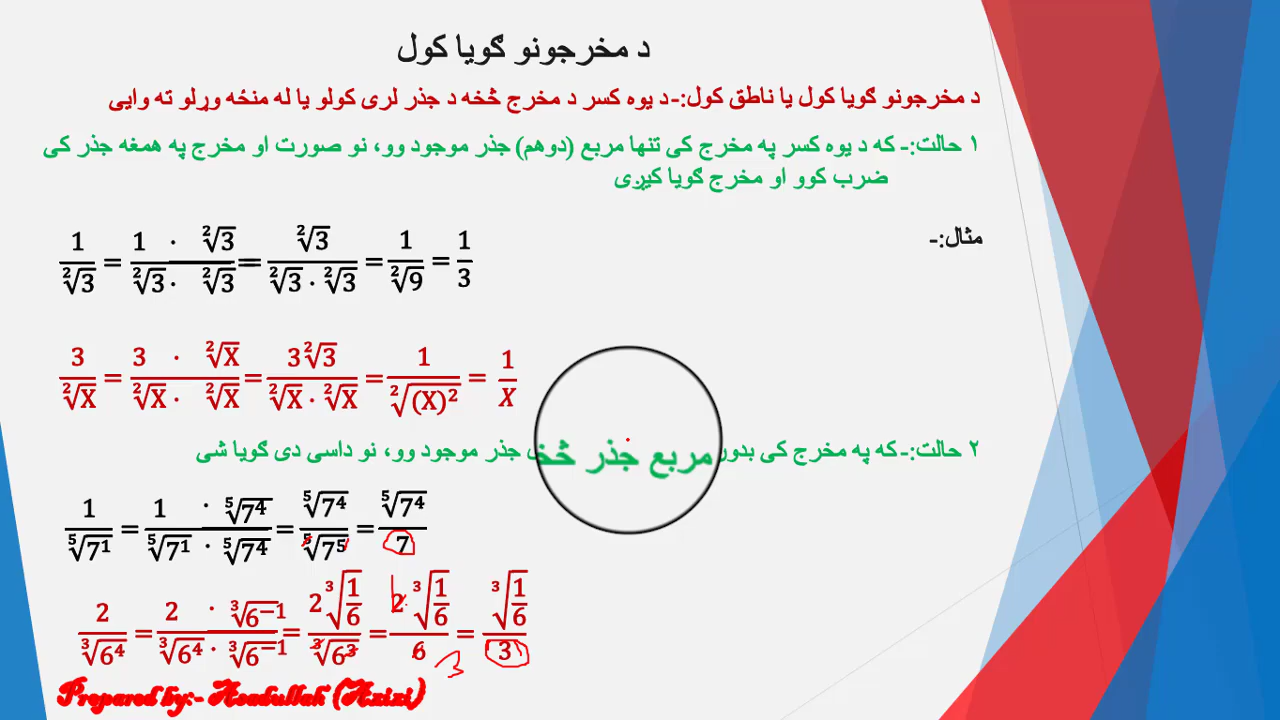 د مخرجونو ګویا کول
د مخرجونو ګویا کول یا ناطق کول:- د یوه کسر د مخرج څخه د جذر لری کولو یا له منځه وړلو ته وایی
۱ حالت:- که د یوه کسر په مخرج کی تنها مربع (دوهم) جذر موجود وو، نو صورت او مخرج په همغه جذر کی
ضرب کوو او مخرج ګویا کیږی
مثال:-
1/²√3 = 1 · ²√3/²√3 · ²√3 = ²√3/²√3 · ²√3 = 1/²√9 = 1/3
3/²√X = 3 · ²√X/²√X · ²√X = 3²√3/²√X · ²√X = 1/²√(X)² = 1/X
۲ حالت:- که په مخرج کی بدو مربع جذر څخ جذر موجود وو، نو داسی دی ګویا شی
1/⁵√7¹ = 1 · ⁵√7⁴/⁵√7¹ · ⁵√7⁴ = ⁵√7⁴/⁵√7⁵ = ⁵√7⁴/7
2/³√6⁴ = 2 · ³√6⁻¹/³√6⁴ · ³√6⁻¹ = 2³√(1/6)/³√6³ = 2³√(1/6)/6 = ³√(1/6)/3
3
Prepared by:- Asadullah (Azizi)